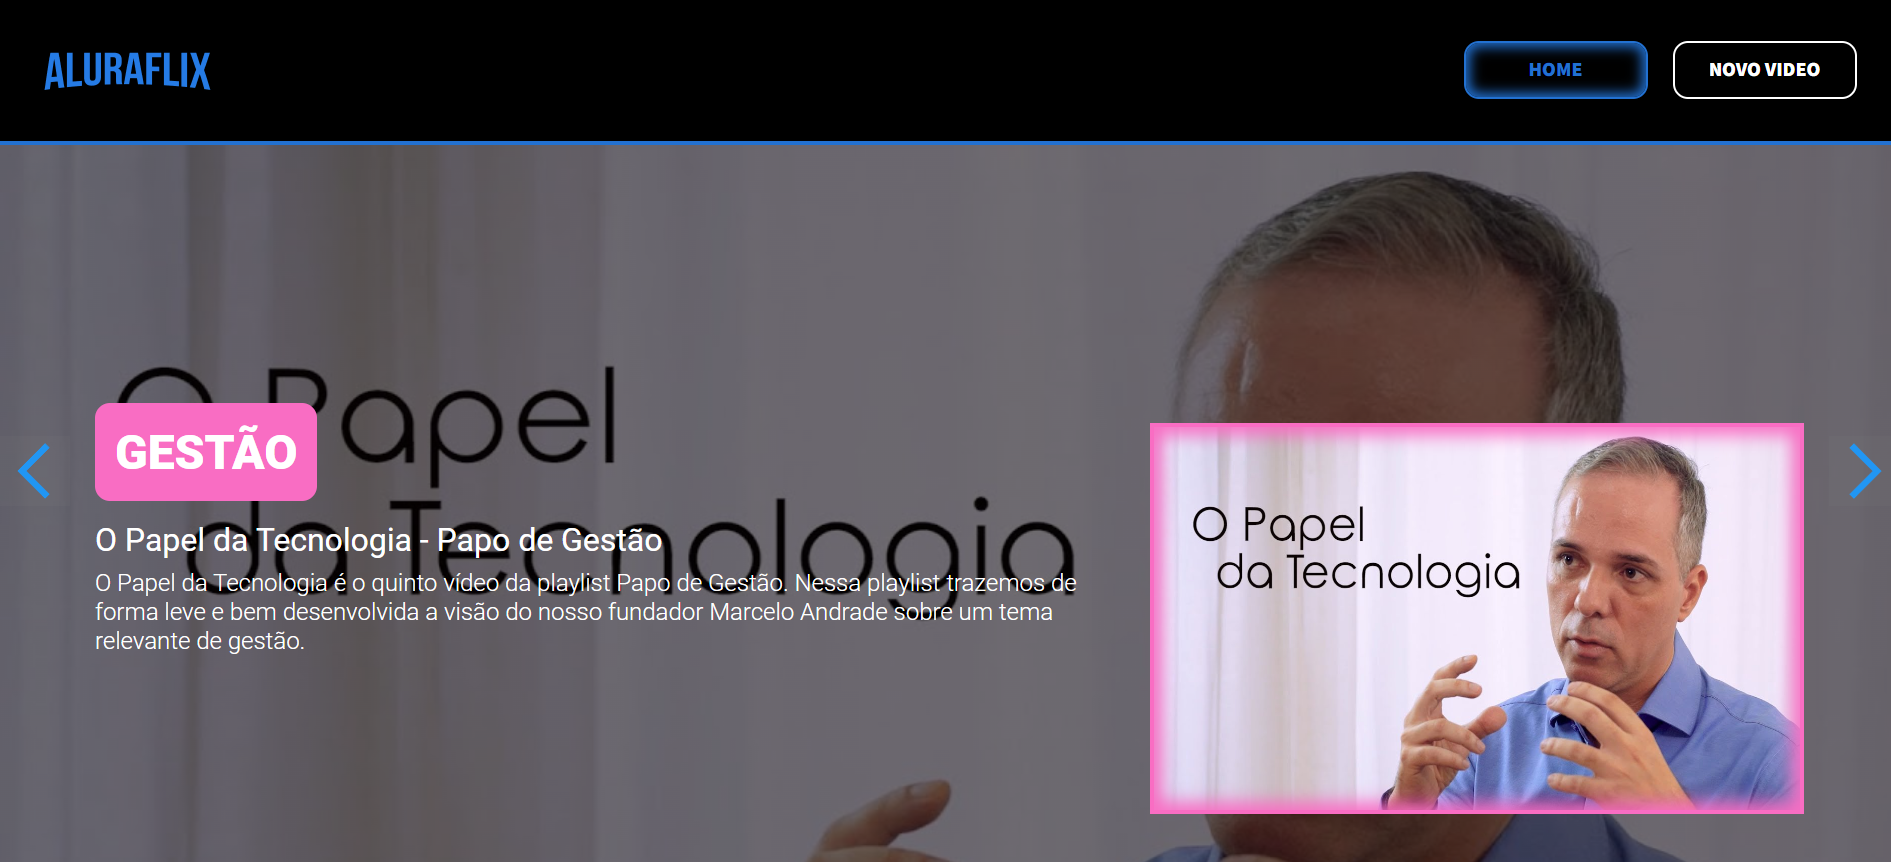 ALURAFLIX
HOME
NOVO VIDEO
O Papel
da Tecnologia
GESTÃO
O Papel da Tecnologia - Papo de Gestão
O Papel da Tecnologia é o quinto vídeo da playlist Papo de Gestão. Nessa playlist trazemos de
forma leve e bem desenvolvida a visão do nosso fundador Marcelo Andrade sobre um tema
relevante de gestão.
O Papel
da Tecnologia